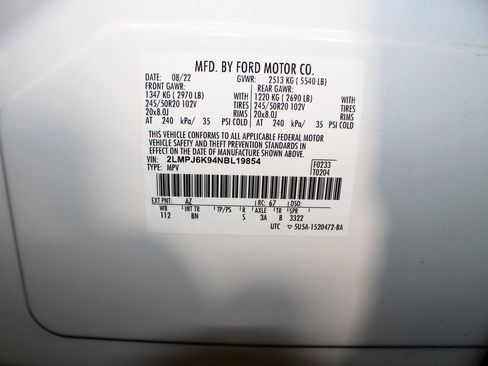 MFD. BY FORD MOTOR CO.
DATE: 08/22 GVWR: 2513 KG ( 5540 LB)
FRONT GAWR: REAR GAWR:
1347 KG ( 2970 LB) WITH 1220 KG ( 2690 LB) WITH
245/50R20 102V TIRES 245/50R20 102V TIRES
20x8.0J RIMS 20x8.0J RIMS
AT 240 kPa/ 35 PSI COLD AT 240 kPa/ 35 PSI COLD
THIS VEHICLE CONFORMS TO ALL APPLICABLE FEDERAL MOTOR
VEHICLE SAFETY AND THEFT PREVENTION STANDARDS IN
EFFECT ON THE DATE OF MANUFACTURE SHOWN ABOVE.
VIN: 2LMPJ6K94NBL19854 F0233
TYPE: MPV T0204
EXT PNT: AZ RC: 67 DSO:
WB INT TR TP/PS R AXLE TR SPR
112 BN S 3A 8 3322
UTC ▽ 5U5A-1520472-BA